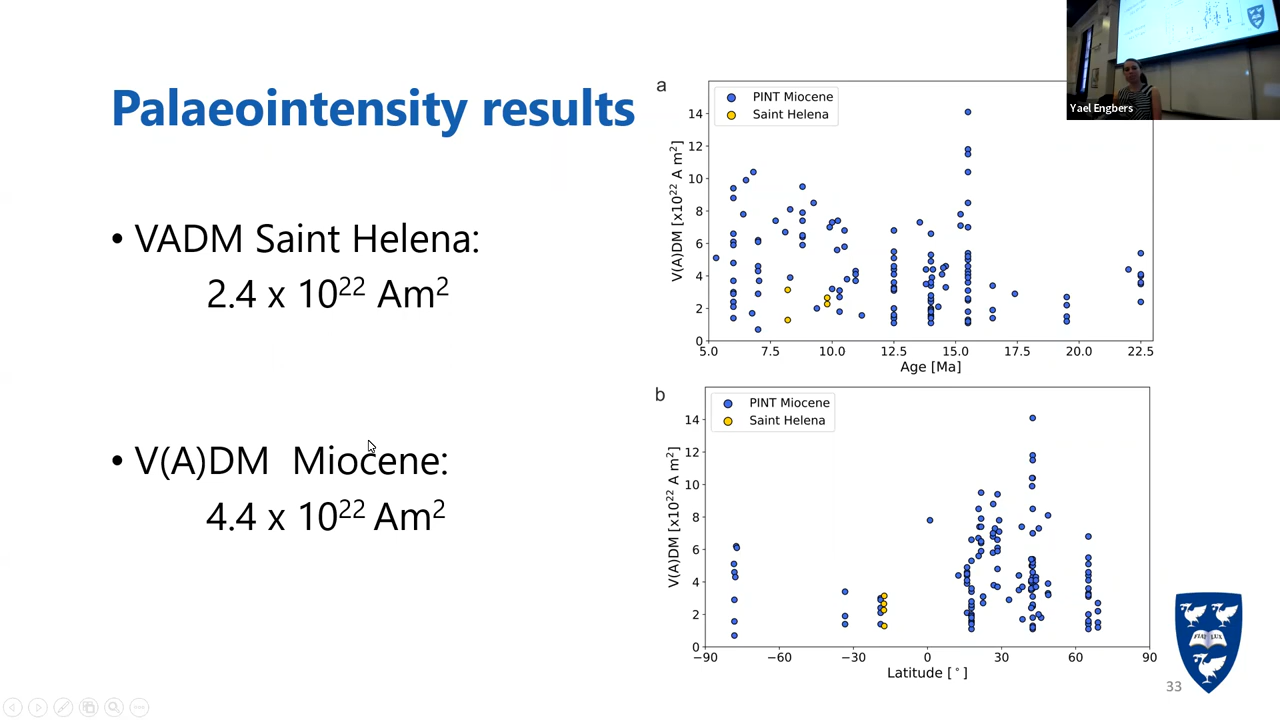 Palaeointensity results
• VADM Saint Helena:
2.4 x 10²² Am²
• V(A)DM Miocene:
4.4 x 10²² Am²
a
PINT Miocene
Saint Helena
V(A)DM [x10²² A m²]
14
12
10
8
6
4
2
0
5.0 7.5 10.0 12.5 15.0 17.5 20.0 22.5
Age [Ma]
b
PINT Miocene
Saint Helena
V(A)DM [x10²² A m²]
14
12
10
8
6
4
2
0
−90 −60 −30 0 30 60 90
Latitude [°]
Yael Engbers
FIAT LUX
33